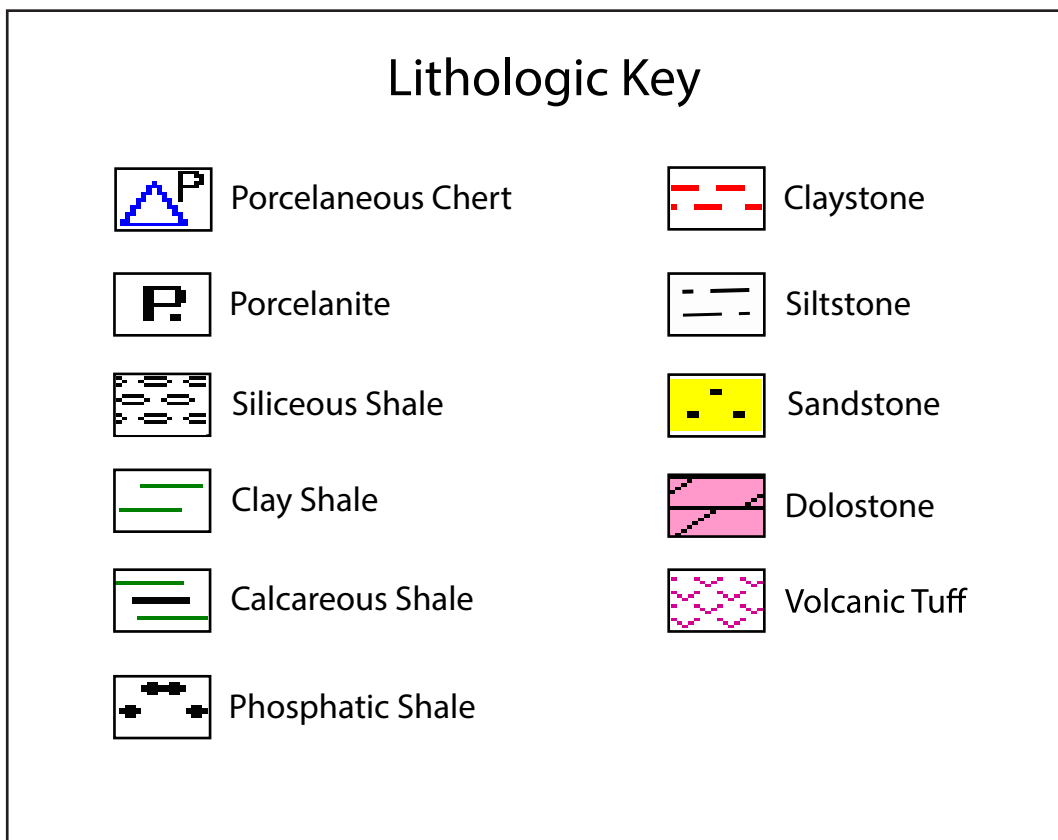 Lithologic Key
P
Porcelaneous Chert
P
Porcelanite
Siliceous Shale
Clay Shale
Calcareous Shale
Phosphatic Shale
Claystone
Siltstone
Sandstone
Dolostone
Volcanic Tuff